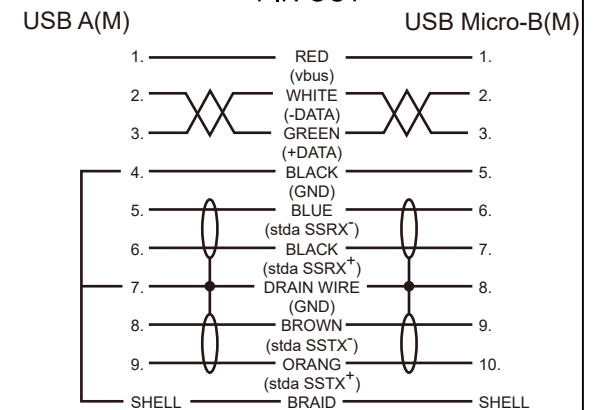 PIN OUT
USB A(M) USB Micro-B(M)
1. RED 1.
(vbus)
2. WHITE 2.
(-DATA)
3. GREEN 3.
(+DATA)
4. BLACK 5.
(GND)
5. BLUE 6.
(stda SSRX⁻)
6. BLACK 7.
(stda SSRX⁺)
7. DRAIN WIRE 8.
(GND)
8. BROWN 9.
(stda SSTX⁻)
9. ORANG 10.
(stda SSTX⁺)
SHELL BRAID SHELL